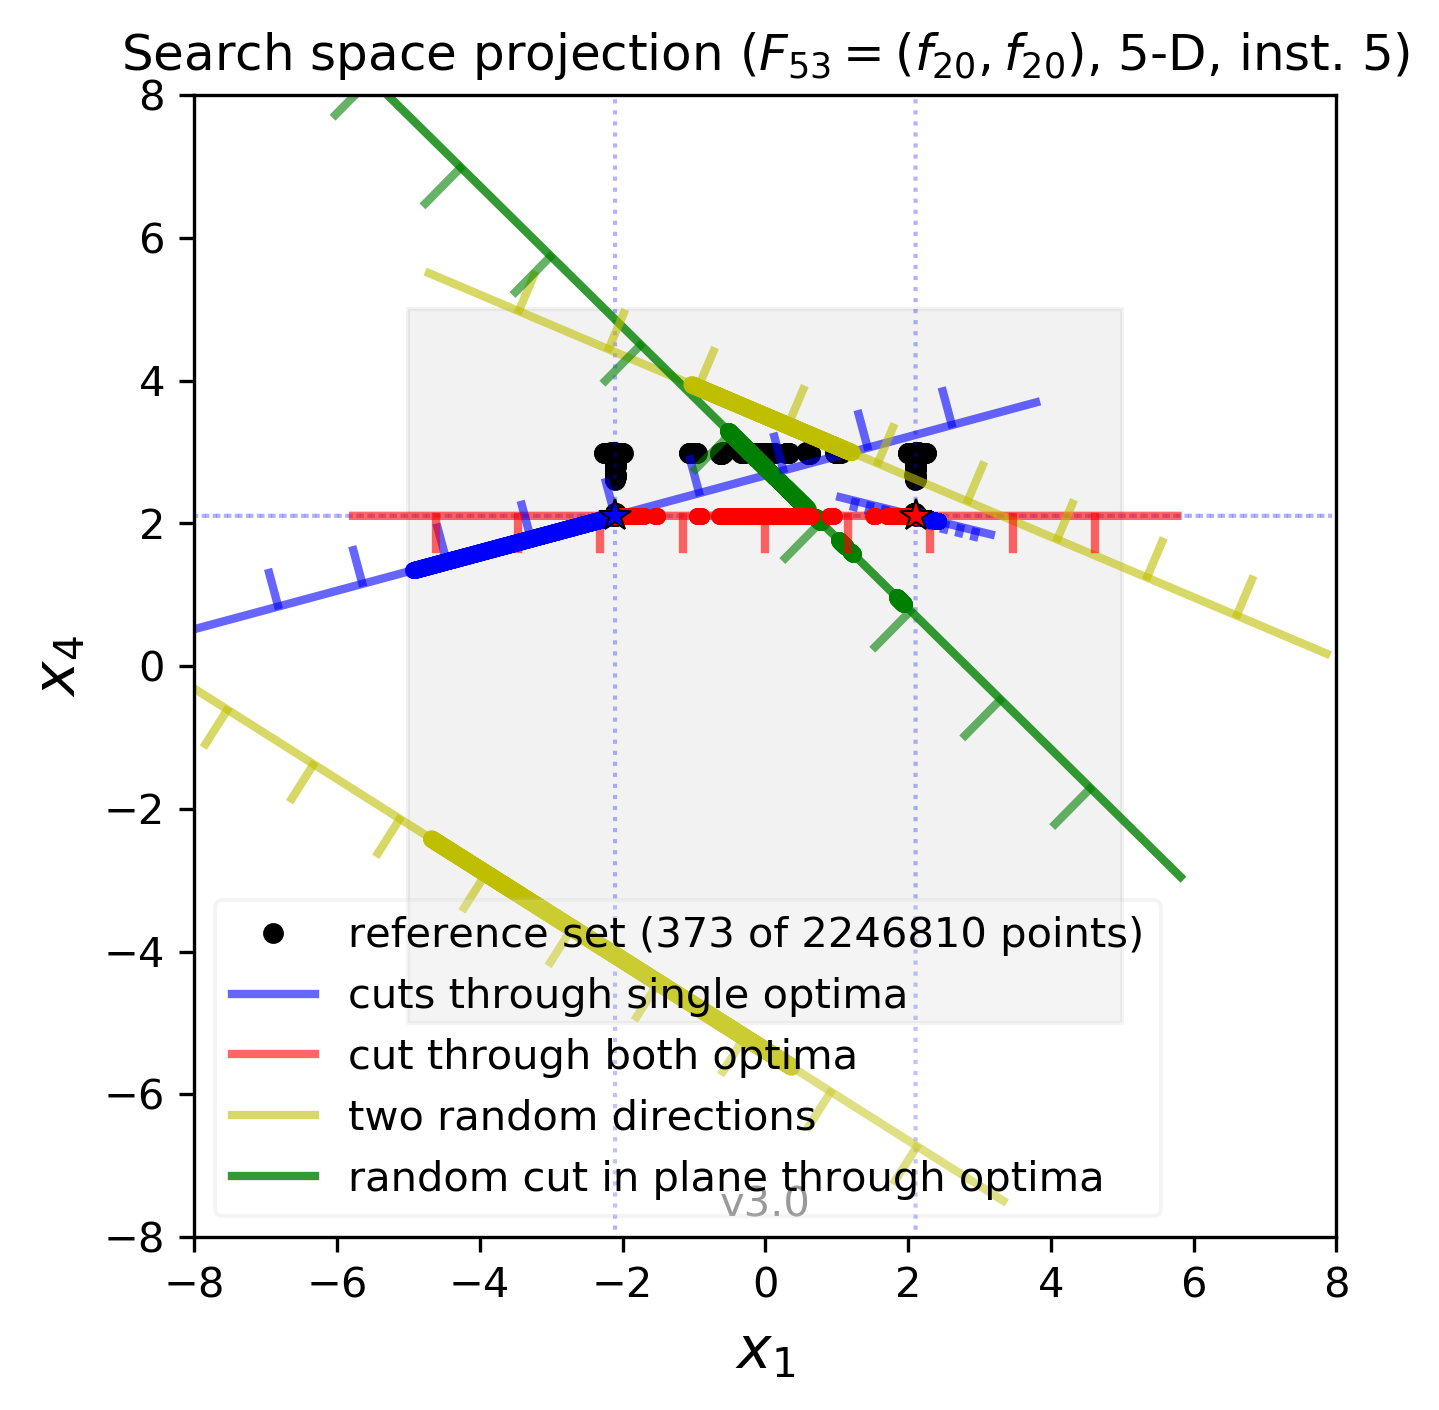 Search space projection (F53 = (f20, f20), 5-D, inst. 5)
8
6
4
2
0
−2
−4
−6
−8
x4
reference set (373 of 2246810 points)
cuts through single optima
cut through both optima
two random directions
random cut in plane through optima
v3.0
−8 −6 −4 −2 0 2 4 6 8
x1